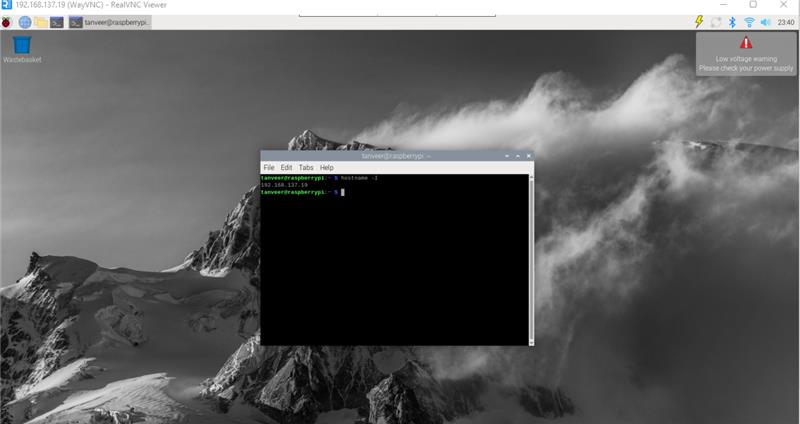 192.168.137.19 (WayVNC) - RealVNC Viewer
tanveer@raspberrypi..
23:40
Wastebasket
Low voltage warning
Please check your power supply
tanveer@raspberrypi: ~
File Edit Tabs Help
tanveer@raspberrypi:~ $ hostname -I
192.168.137.19
tanveer@raspberrypi:~ $